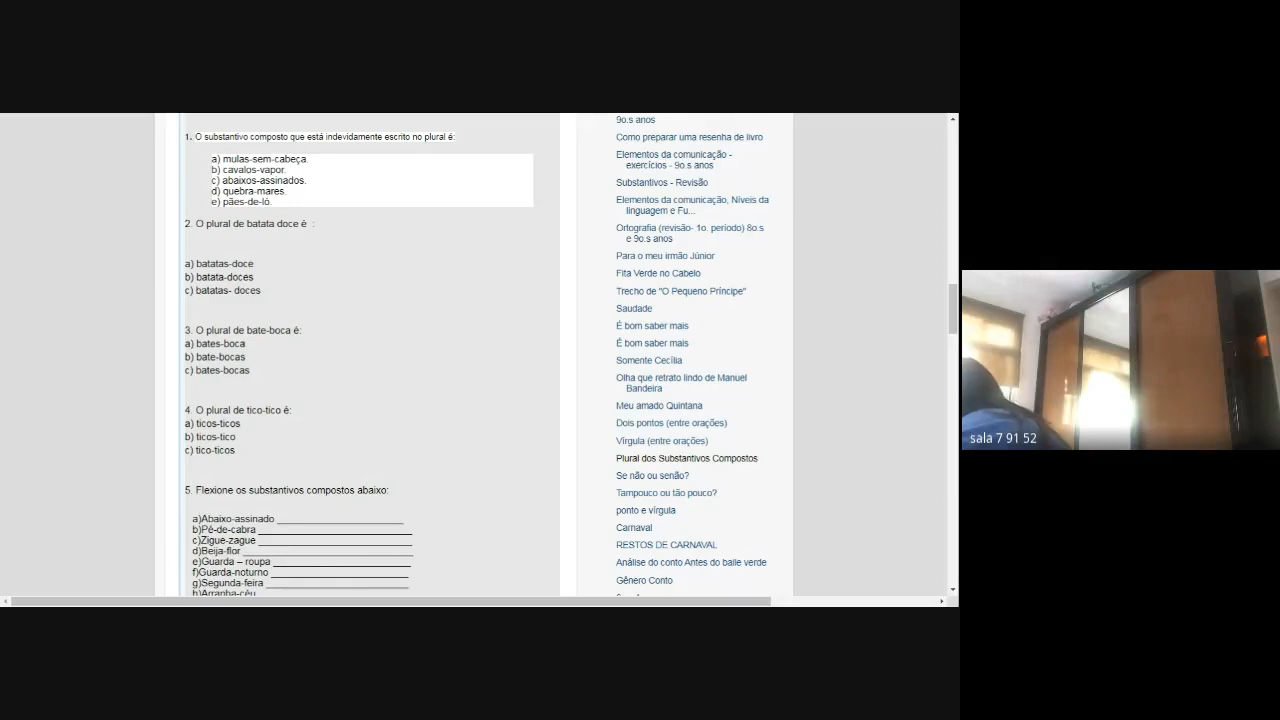 1. O substantivo composto que está indevidamente escrito no plural é:
a) mulas-sem-cabeça.
b) cavalos-vapor.
c) abaixos-assinados.
d) quebra-mares.
e) pães-de-ló.
2. O plural de batata doce é :
a) batatas-doce
b) batata-doces
c) batatas- doces
3. O plural de bate-boca é:
a) bates-boca
b) bate-bocas
c) bates-bocas
4. O plural de tico-tico é:
a) ticos-ticos
b) ticos-tico
c) tico-ticos
5. Flexione os substantivos compostos abaixo:
a)Abaixo-assinado ______________________
b)Pé-de-cabra ___________________________
c)Zigue-zague ___________________________
d)Beija-flor ______________________________
e)Guarda – roupa ________________________
f)Guarda-noturno ________________________
g)Segunda-feira _________________________
h)Arranha-céu
9o.s anos
Como preparar uma resenha de livro
Elementos da comunicação -
exercícios - 9o.s anos
Substantivos - Revisão
Elementos da comunicação, Níveis da
linguagem e Fu...
Ortografia (revisão- 1o. período) 8o.s
e 9o.s anos
Para o meu irmão Júnior
Fita Verde no Cabelo
Trecho de "O Pequeno Príncipe"
Saudade
É bom saber mais
É bom saber mais
Somente Cecília
Olha que retrato lindo de Manuel
Bandeira
Meu amado Quintana
Dois pontos (entre orações)
Vírgula (entre orações)
Plural dos Substantivos Compostos
Se não ou senão?
Tampouco ou tão pouco?
ponto e vírgula
Carnaval
RESTOS DE CARNAVAL
Análise do conto Antes do baile verde
Gênero Conto
sala 7 91 52